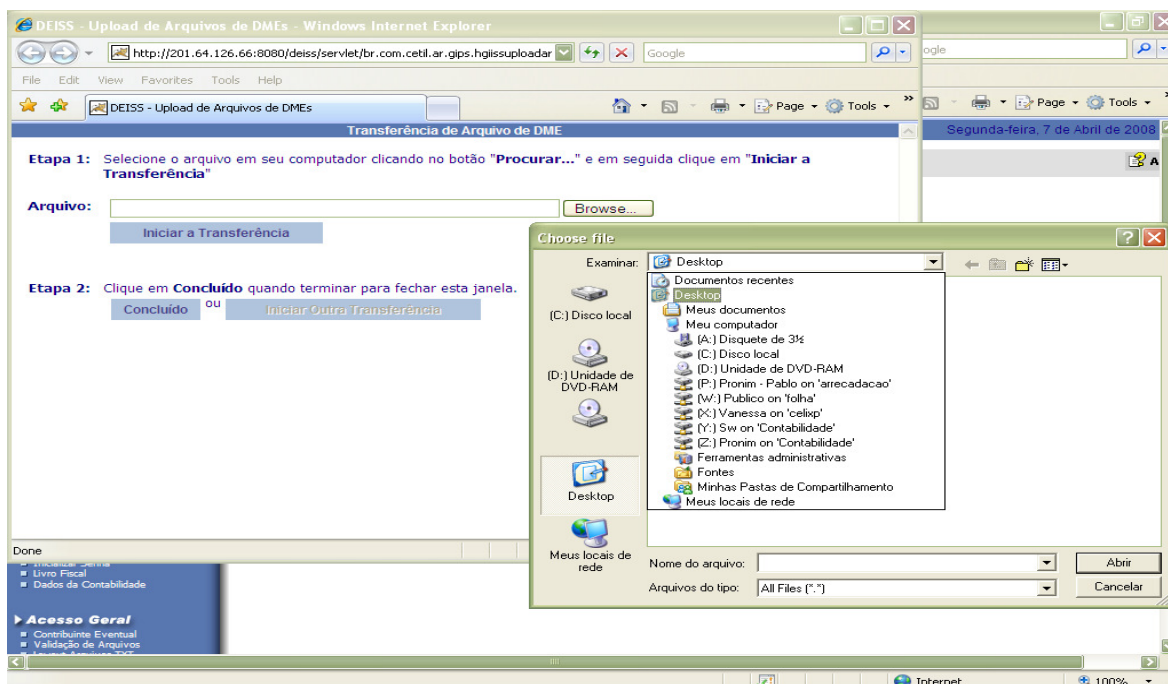 DEISS - Upload de Arquivos de DMEs - Windows Internet Explorer
http://201.64.126.66:8080/deiss/servlet/br.com.cetil.ar.gips.hgiissuploadar
Google
ogle
File Edit View Favorites Tools Help
DEISS - Upload de Arquivos de DMEs
Page Tools »
Page Tools
Transferência de Arquivo de DME
Segunda-feira, 7 de Abril de 2008
Etapa 1: Selecione o arquivo em seu computador clicando no botão "Procurar..." e em seguida clique em "Iniciar a
Transferência"
A
Arquivo:
Browse...
Iniciar a Transferência
Etapa 2: Clique em Concluído quando terminar para fechar esta janela.
Concluído ou Iniciar Outra Transferência
Choose file
Examinar:
Desktop
Documentos recentes
Desktop
Meus documentos
Meu computador
(A:) Disquete de 3½
(C:) Disco local
(D:) Unidade de DVD-RAM
(P:) Pronim - Pablo on 'arrecadacao'
(W:) Publico on 'folha'
(X:) Vanessa on 'celixp'
(Y:) Sw on 'Contabilidade'
(Z:) Pronim on 'Contabilidade'
Ferramentas administrativas
Fontes
Minhas Pastas de Compartilhamento
Meus locais de rede
(C:) Disco local
(D:) Unidade de
DVD-RAM
Desktop
Meus locais de
rede
Nome do arquivo:
Abrir
Arquivos do tipo:
All Files (*.*)
Cancelar
Done
Inicializar Senha
Livro Fiscal
Dados da Contabilidade
Acesso Geral
Contribuinte Eventual
Validação de Arquivos
Layout Arquivos TXT
Internet
100%